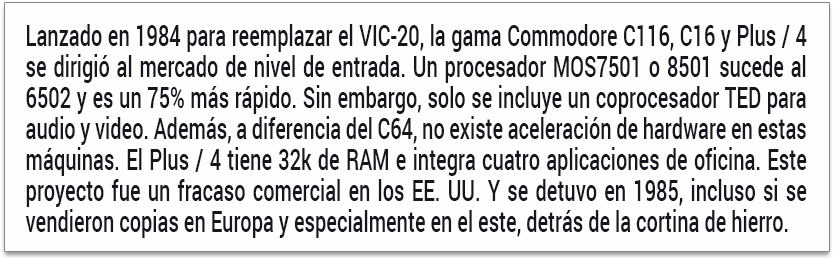 Lanzado en 1984 para reemplazar el VIC-20, la gama Commodore C116, C16 y Plus / 4
se dirigió al mercado de nivel de entrada. Un procesador MOS7501 o 8501 sucede al
6502 y es un 75% más rápido. Sin embargo, solo se incluye un coprocesador TED para
audio y video. Además, a diferencia del C64, no existe aceleración de hardware en estas
máquinas. El Plus / 4 tiene 32k de RAM e integra cuatro aplicaciones de oficina. Este
proyecto fue un fracaso comercial en los EE. UU. Y se detuvo en 1985, incluso si se
vendieron copias en Europa y especialmente en el este, detrás de la cortina de hierro.